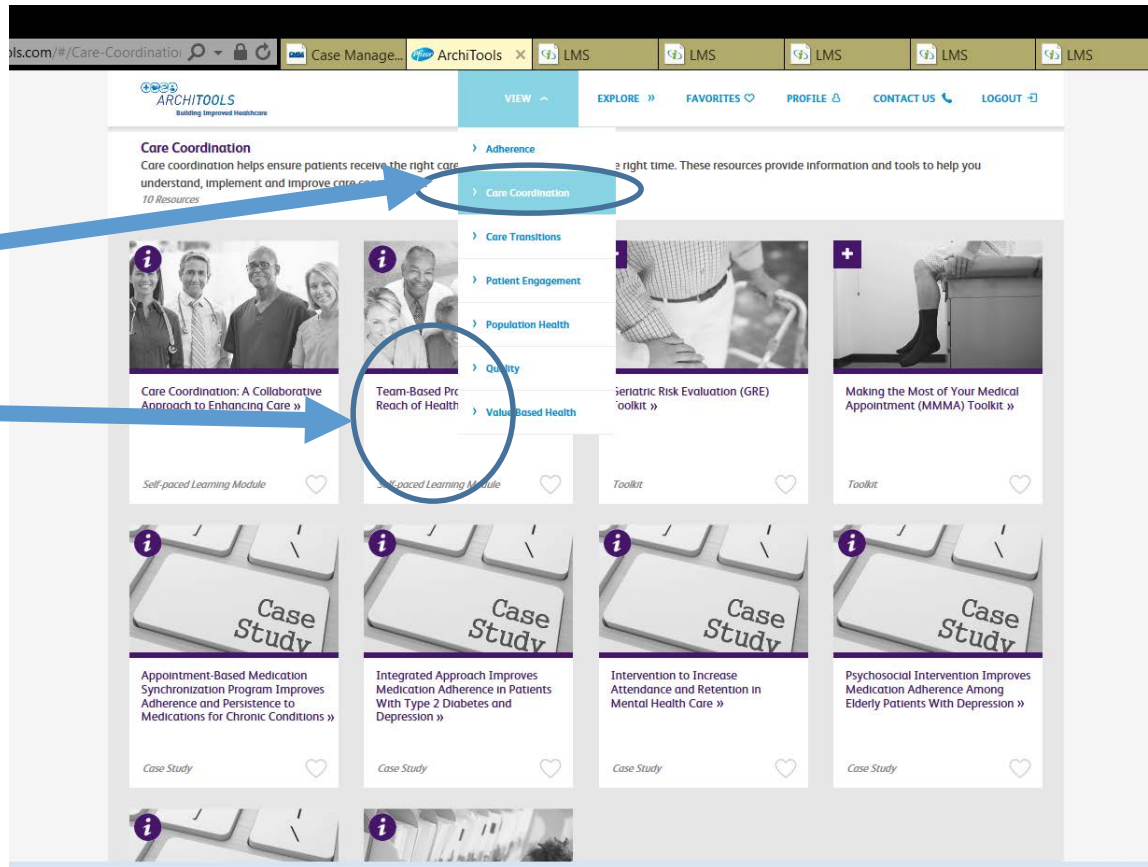 ols.com/#/Care-Coordination
Case Manage...
ArchiTools
LMS
LMS
LMS
LMS
LMS
ARCHITOOLS
Building Improved Healthcare
VIEW
EXPLORE »
FAVORITES
PROFILE
CONTACT US
LOGOUT
› Adherence
› Care Coordination
› Care Transitions
› Patient Engagement
› Population Health
› Quality
› Value Based Health
Care Coordination
Care coordination helps ensure patients receive the right care e right time. These resources provide information and tools to help you
understand, implement and improve care
10 Resources
Care Coordination: A Collaborative
Approach to Enhancing Care »
Self-paced Learning Module
Team-Based
Reach of Health
Self-paced Learning Module
Geriatric Risk Evaluation (GRE)
Toolkit »
Toolkit
Making the Most of Your Medical
Appointment (MMMA) Toolkit »
Toolkit
Case
Study
Appointment-Based Medication
Synchronization Program Improves
Adherence and Persistence to
Medications for Chronic Conditions »
Case Study
Case
Study
Integrated Approach Improves
Medication Adherence in Patients
With Type 2 Diabetes and
Depression »
Case Study
Case
Study
Intervention to Increase
Attendance and Retention in
Mental Health Care »
Case Study
Case
Study
Psychosocial Intervention Improves
Medication Adherence Among
Elderly Patients With Depression »
Case Study